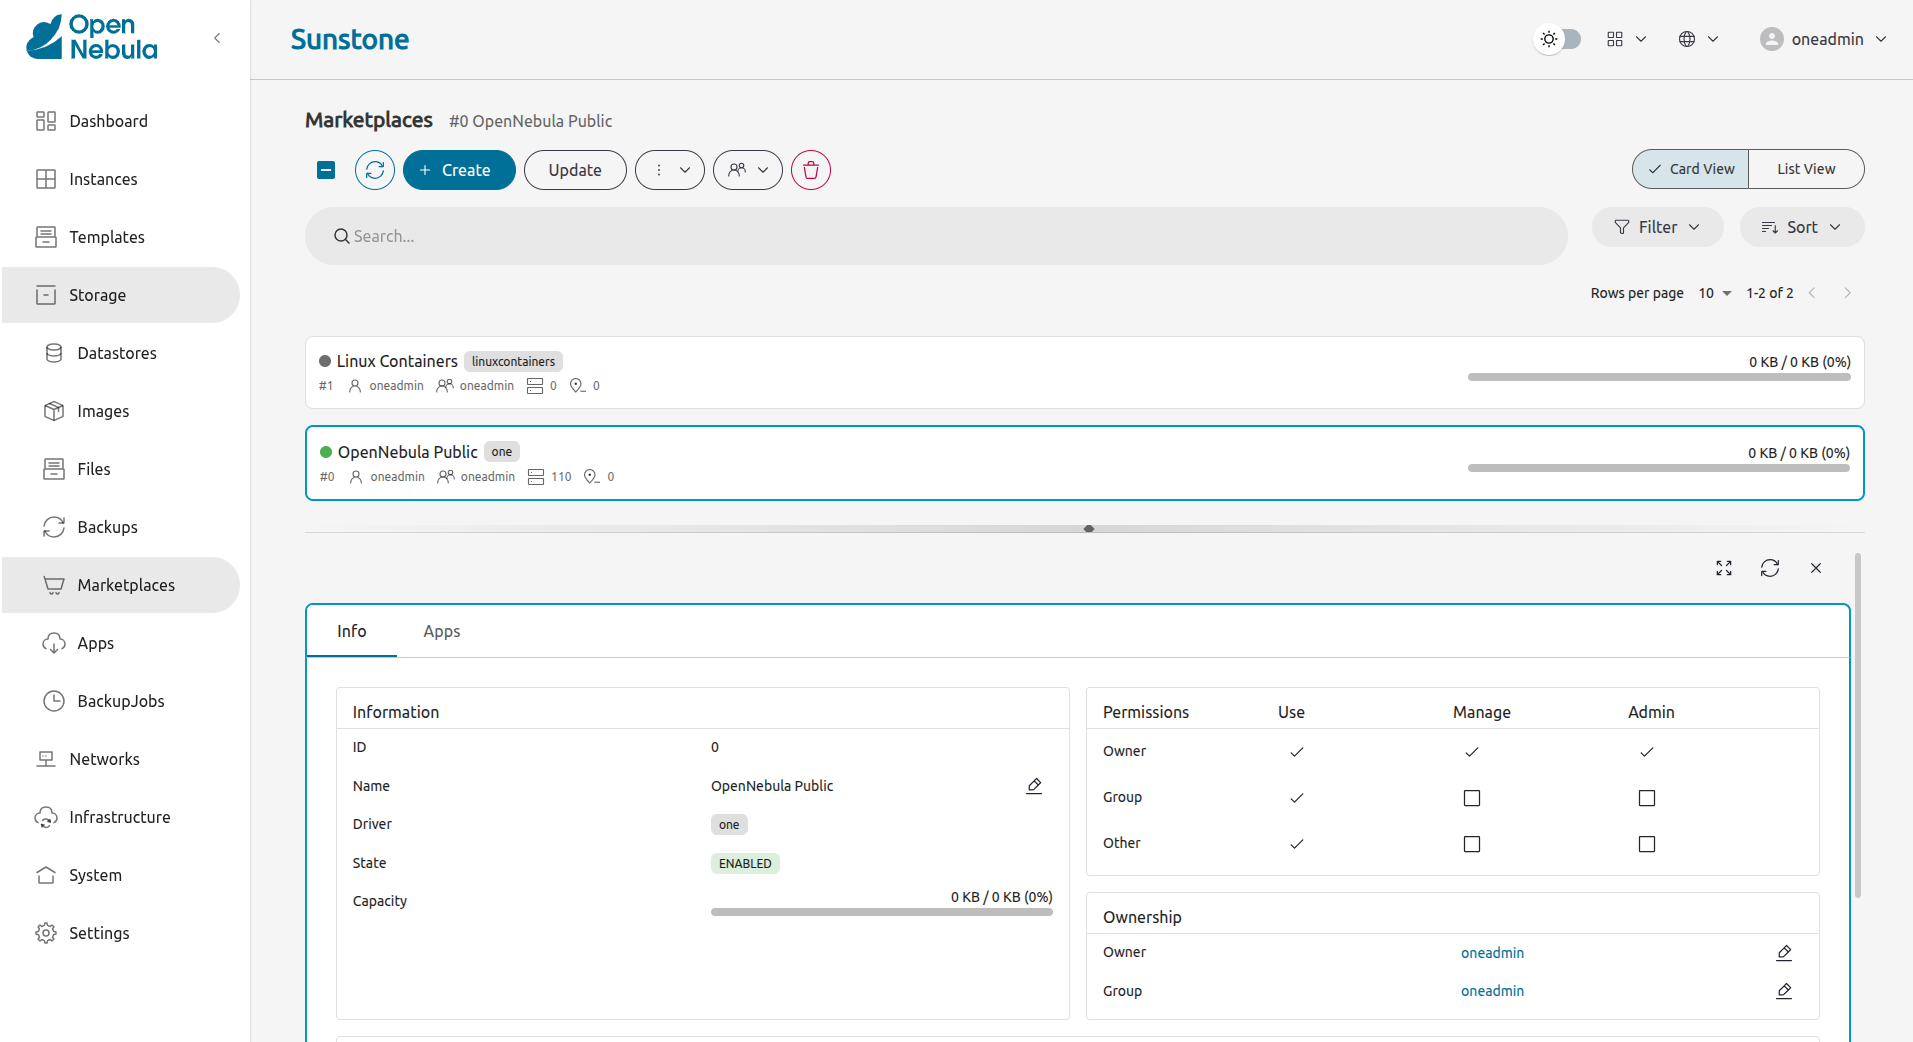 Open
Nebula
Sunstone
oneadmin
Dashboard
Instances
Templates
Storage
Datastores
Images
Files
Backups
Marketplaces
Apps
BackupJobs
Networks
Infrastructure
System
Settings
Marketplaces #0 OpenNebula Public
+ Create Update Card View List View
Search... Filter Sort
Rows per page 10 1-2 of 2
Linux Containers linuxcontainers 0 KB / 0 KB (0%)
#1 oneadmin oneadmin 0 0
OpenNebula Public one 0 KB / 0 KB (0%)
#0 oneadmin oneadmin 110 0
Info Apps
Information
ID 0
Name OpenNebula Public
Driver one
State ENABLED
Capacity 0 KB / 0 KB (0%)
Permissions Use Manage Admin
Owner
Group
Other
Ownership
Owner oneadmin
Group oneadmin